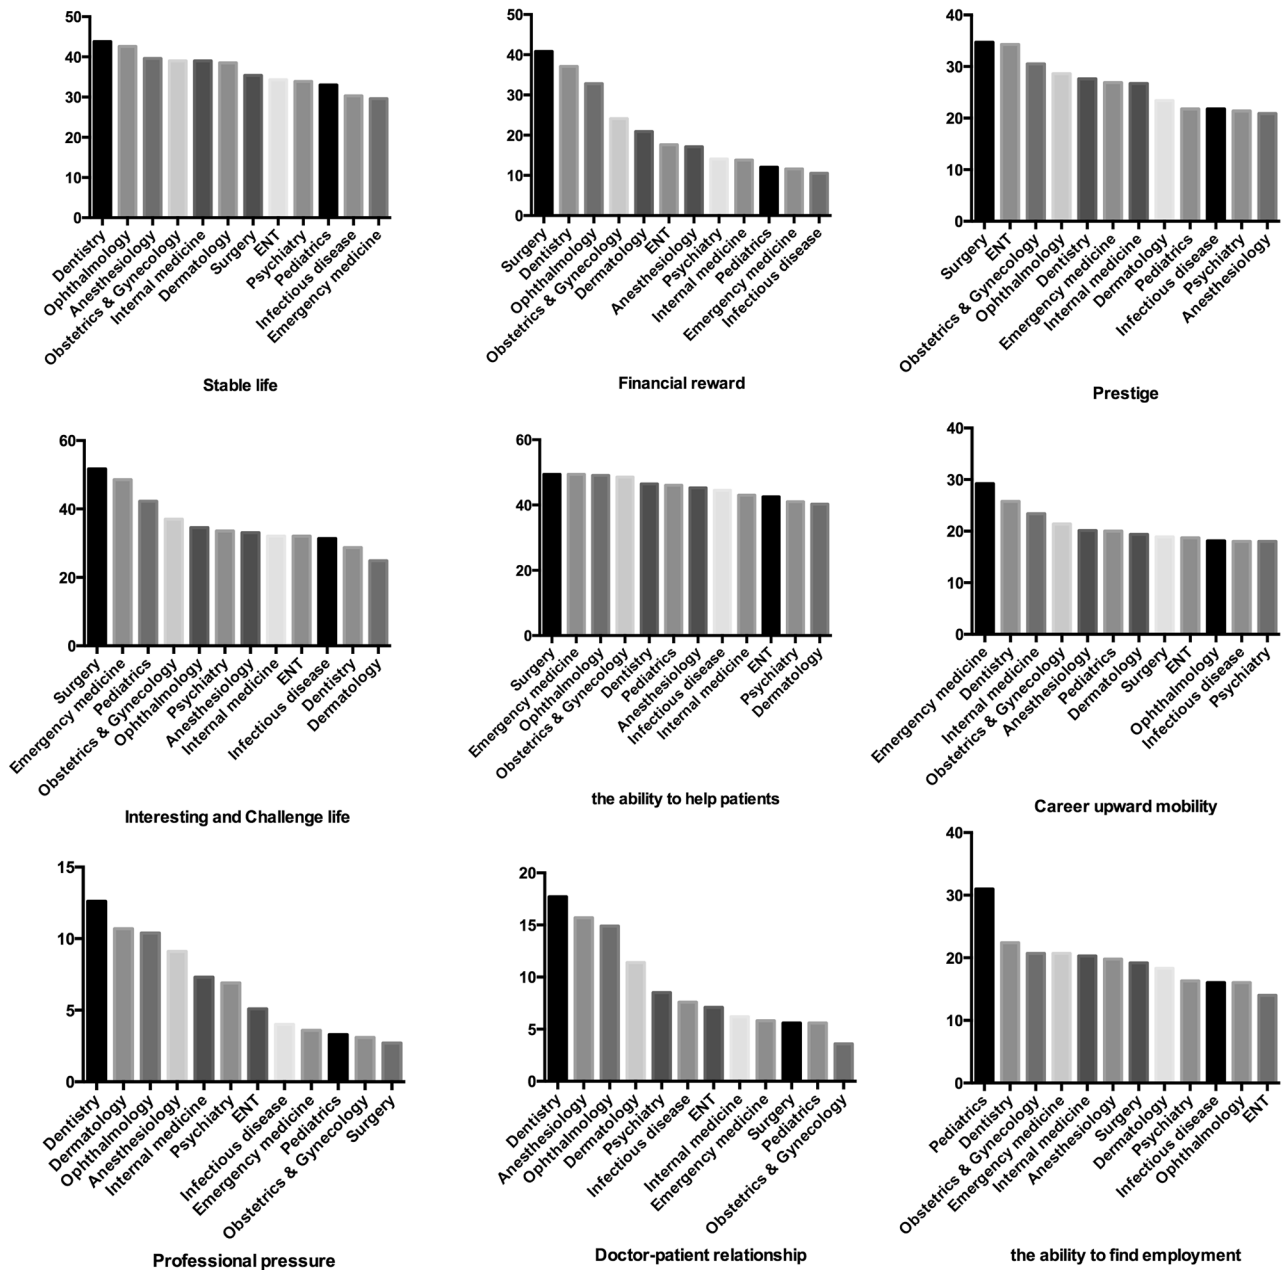 50
40
30
20
10
0
Dentistry
Ophthalmology
Anesthesiology
Obstetrics & Gynecology
Internal medicine
Dermatology
Surgery
ENT
Psychiatry
Pediatrics
Infectious disease
Emergency medicine
Stable life
50
40
30
20
10
0
Surgery
Dentistry
Ophthalmology
Obstetrics & Gynecology
Dermatology
ENT
Anesthesiology
Psychiatry
Internal medicine
Pediatrics
Emergency medicine
Infectious disease
Financial reward
40
30
20
10
0
Surgery
ENT
Obstetrics & Gynecology
Ophthalmology
Dentistry
Emergency medicine
Internal medicine
Dermatology
Pediatrics
Infectious disease
Psychiatry
Anesthesiology
Prestige
60
40
20
0
Surgery
Emergency medicine
Pediatrics
Obstetrics & Gynecology
Ophthalmology
Psychiatry
Anesthesiology
Internal medicine
ENT
Infectious disease
Dentistry
Dermatology
Interesting and Challenge life
60
40
20
0
Surgery
Emergency medicine
Ophthalmology
Obstetrics & Gynecology
Dentistry
Pediatrics
Anesthesiology
Infectious disease
Internal medicine
ENT
Psychiatry
Dermatology
the ability to help patients
40
30
20
10
0
Emergency medicine
Dentistry
Internal medicine
Obstetrics & Gynecology
Anesthesiology
Pediatrics
Dermatology
Surgery
ENT
Ophthalmology
Infectious disease
Psychiatry
Career upward mobility
15
10
5
0
Dentistry
Dermatology
Ophthalmology
Anesthesiology
Internal medicine
Psychiatry
ENT
Infectious disease
Emergency medicine
Pediatrics
Obstetrics & Gynecology
Surgery
Professional pressure
20
15
10
5
0
Dentistry
Anesthesiology
Ophthalmology
Dermatology
Psychiatry
Infectious disease
ENT
Internal medicine
Emergency medicine
Surgery
Pediatrics
Obstetrics & Gynecology
Doctor-patient relationship
40
30
20
10
0
Pediatrics
Dentistry
Obstetrics & Gynecology
Emergency medicine
Internal medicine
Anesthesiology
Surgery
Dermatology
Psychiatry
Infectious disease
Ophthalmology
ENT
the ability to find employment